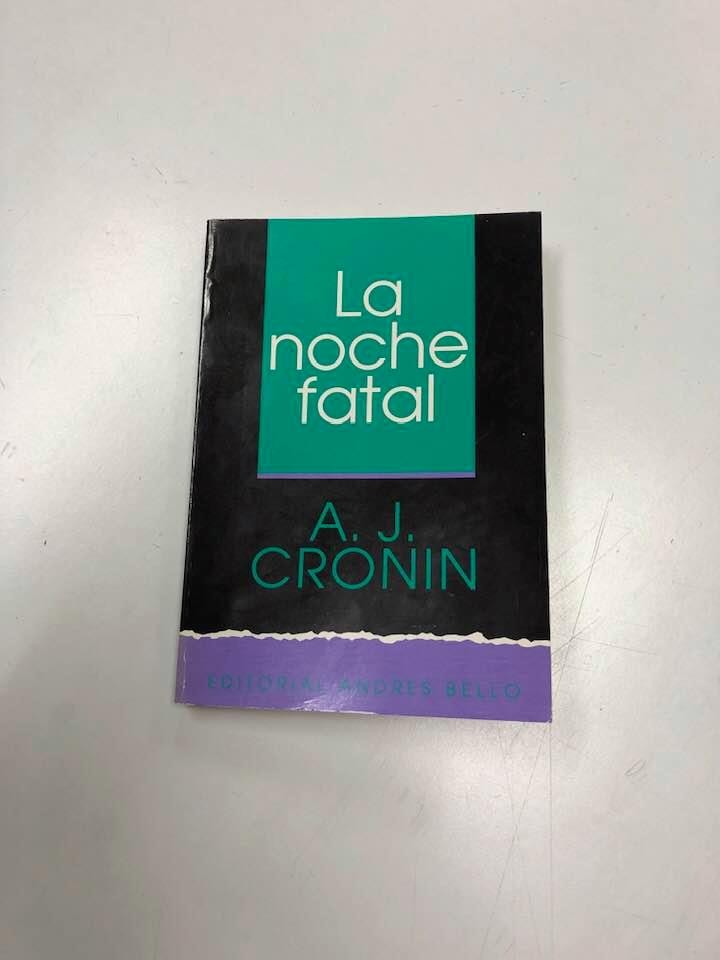 La
noche
fatal
A. J.
CRONIN
EDITORIAL ANDRES BELLO